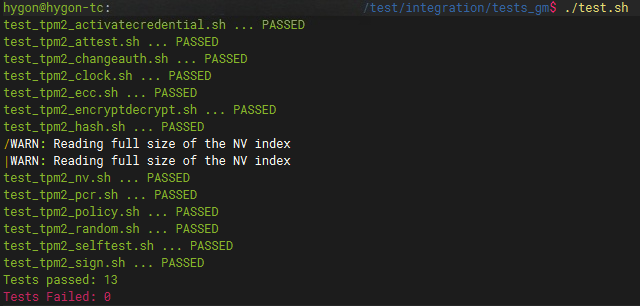 hygon@hygon-tc: /test/integration/tests_gm$ ./test.sh
test_tpm2_activatecredential.sh ... PASSED
test_tpm2_attest.sh ... PASSED
test_tpm2_changeauth.sh ... PASSED
test_tpm2_clock.sh ... PASSED
test_tpm2_ecc.sh ... PASSED
test_tpm2_encryptdecrypt.sh ... PASSED
test_tpm2_hash.sh ... PASSED
/WARN: Reading full size of the NV index
|WARN: Reading full size of the NV index
test_tpm2_nv.sh ... PASSED
test_tpm2_pcr.sh ... PASSED
test_tpm2_policy.sh ... PASSED
test_tpm2_random.sh ... PASSED
test_tpm2_selftest.sh ... PASSED
test_tpm2_sign.sh ... PASSED
Tests passed: 13
Tests Failed: 0